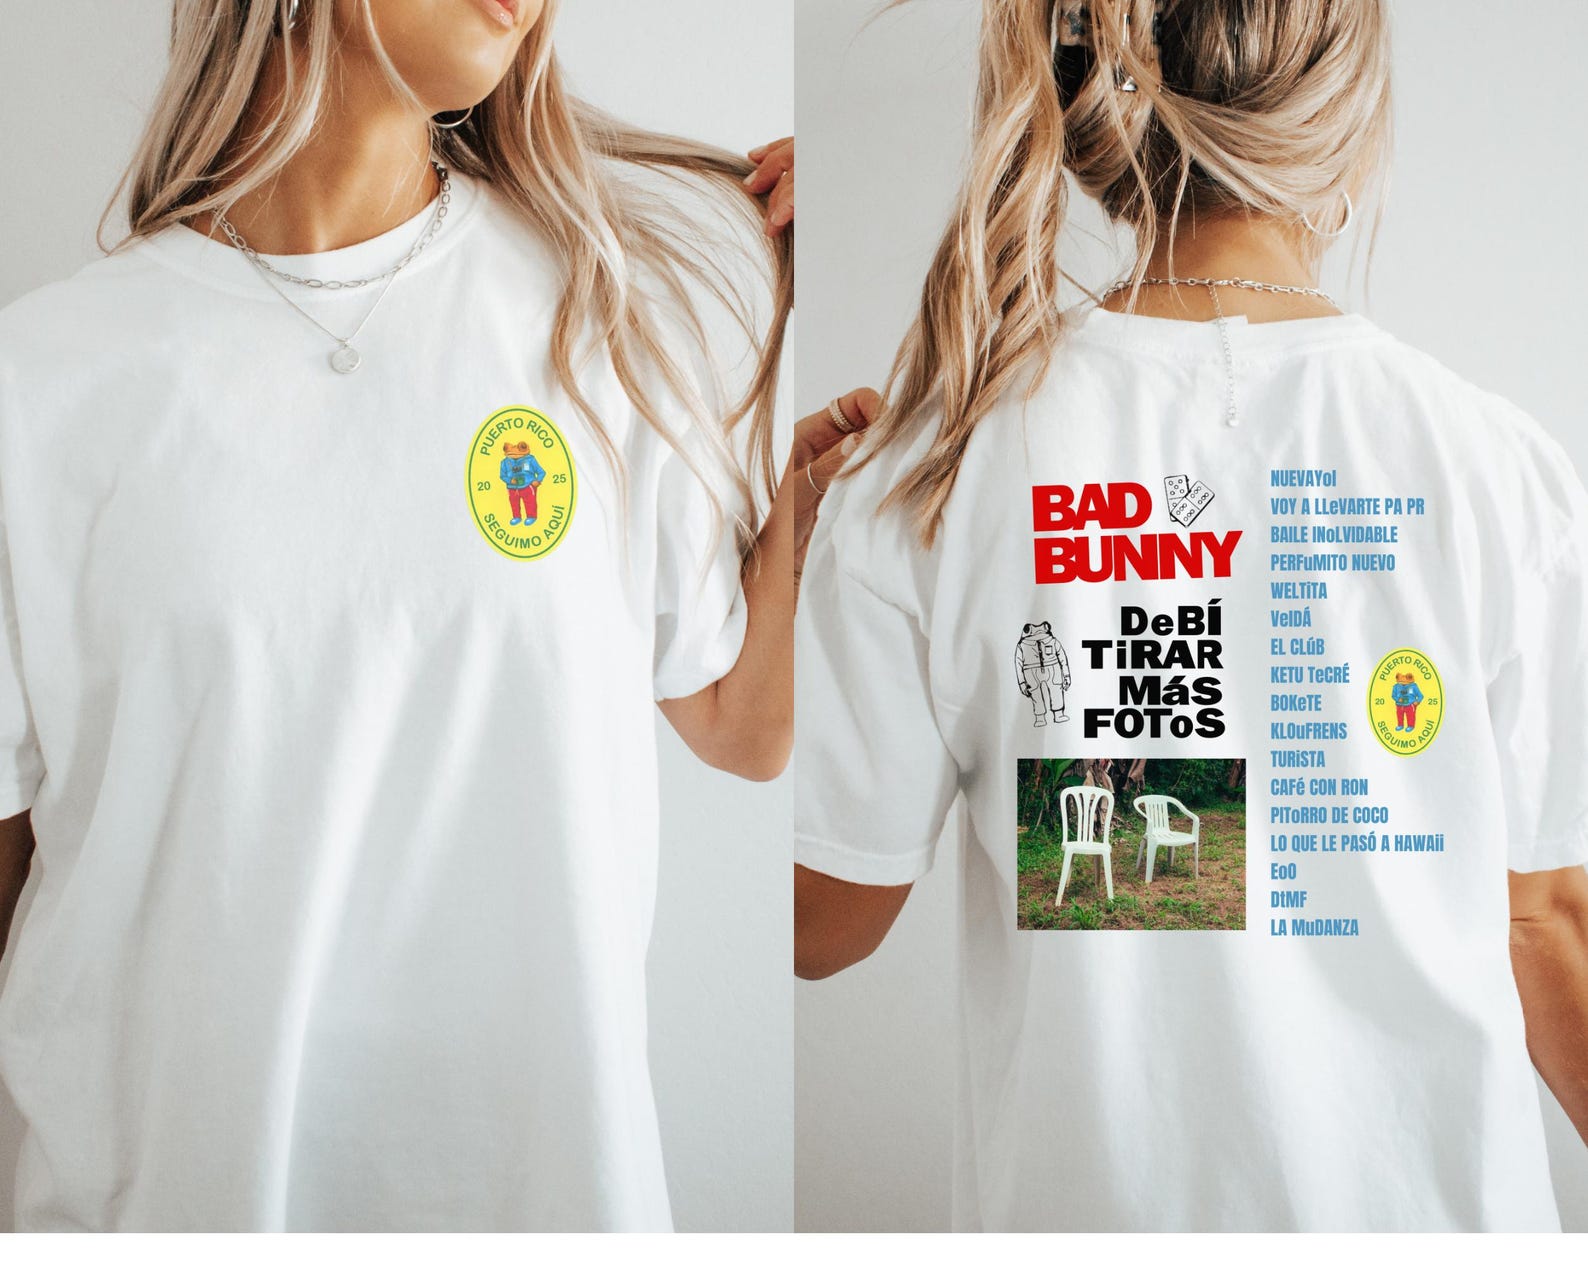 PUERTO RICO
20 25
SEGUIMO AQUÍ
BAD
BUNNY
DeBÍ
TiRAR
MáS
FOToS
NUEVAYoI
VOY A LLeVARTE PA PR
BAILE INoLVIDABLE
PERFuMITO NUEVO
WELTiTA
VeIDÁ
EL CLúB
KETU TeCRÉ
BOKeTE
KLOuFRENS
TURiSTA
CAFé CON RON
PIToRRO DE COCO
LO QUE LE PASÓ A HAWAii
EoO
DtMF
LA MuDANZA
PUERTO RICO
20 25
SEGUIMO AQUÍ